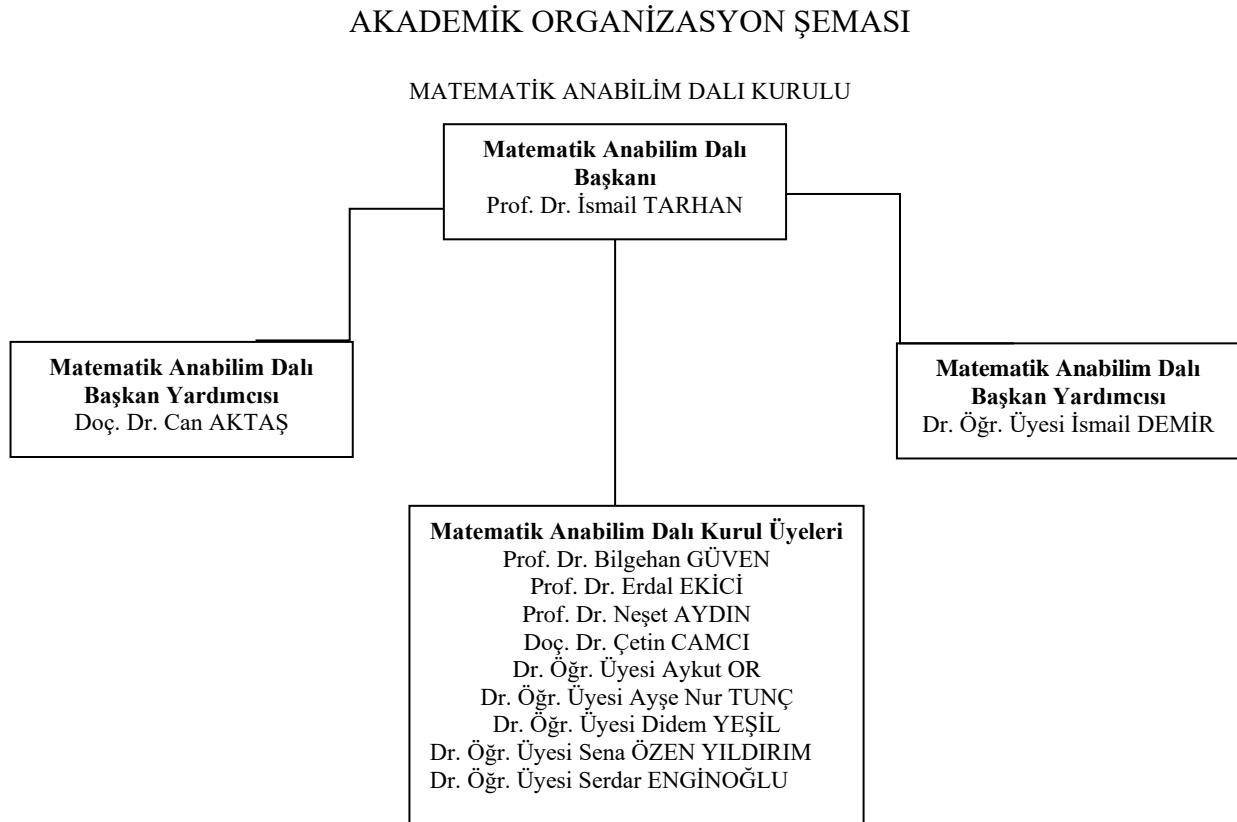 AKADEMİK ORGANİZASYON ŞEMASI
MATEMATİK ANABİLİM DALI KURULU
Matematik Anabilim Dalı
Başkanı
Prof. Dr. İsmail TARHAN
Matematik Anabilim Dalı
Başkan Yardımcısı
Doç. Dr. Can AKTAŞ
Matematik Anabilim Dalı
Başkan Yardımcısı
Dr. Öğr. Üyesi İsmail DEMİR
Matematik Anabilim Dalı Kurul Üyeleri
Prof. Dr. Bilgehan GÜVEN
Prof. Dr. Erdal EKİCİ
Prof. Dr. Neşet AYDIN
Doç. Dr. Çetin CAMCI
Dr. Öğr. Üyesi Aykut OR
Dr. Öğr. Üyesi Ayşe Nur TUNÇ
Dr. Öğr. Üyesi Didem YEŞİL
Dr. Öğr. Üyesi Sena ÖZEN YILDIRIM
Dr. Öğr. Üyesi Serdar ENGİNOĞLU